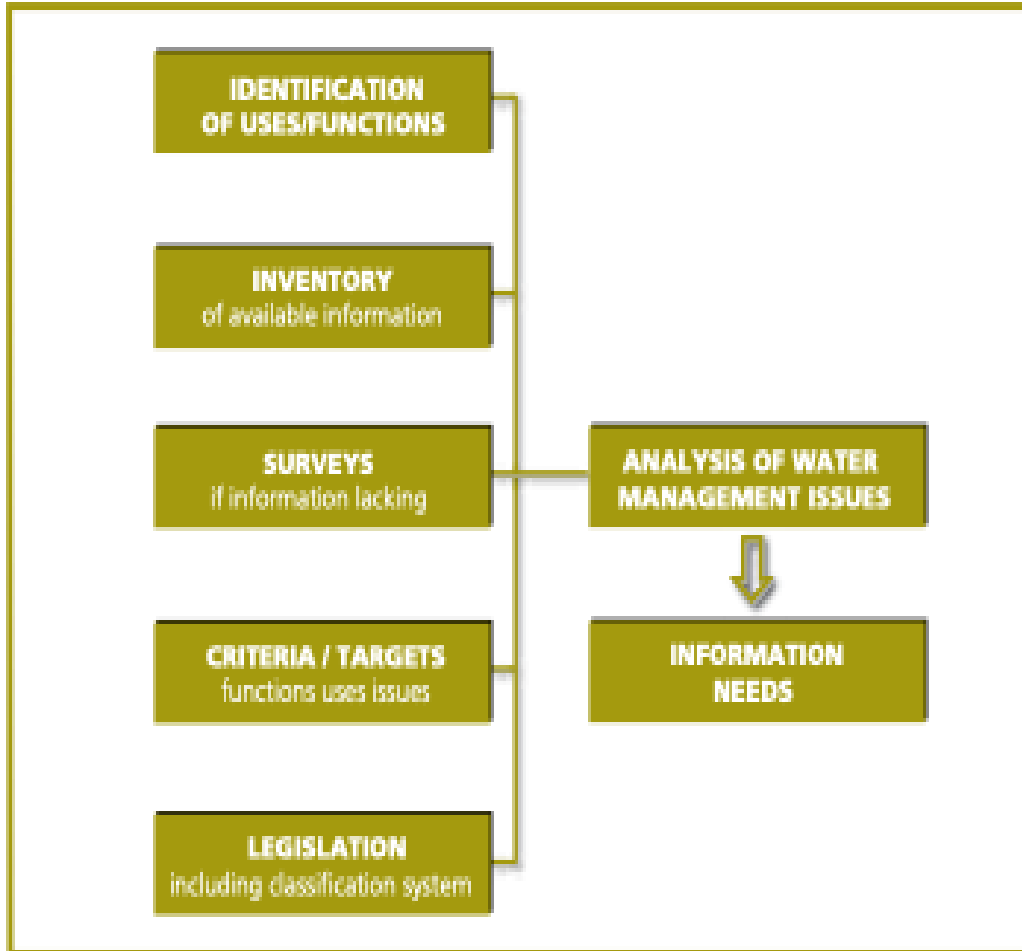 IDENTIFICATION
OF USES/FUNCTIONS
INVENTORY
of available information
SURVEYS
if information lacking
CRITERIA / TARGETS
functions uses issues
LEGISLATION
including classification system
ANALYSIS OF WATER
MANAGEMENT ISSUES
INFORMATION
NEEDS